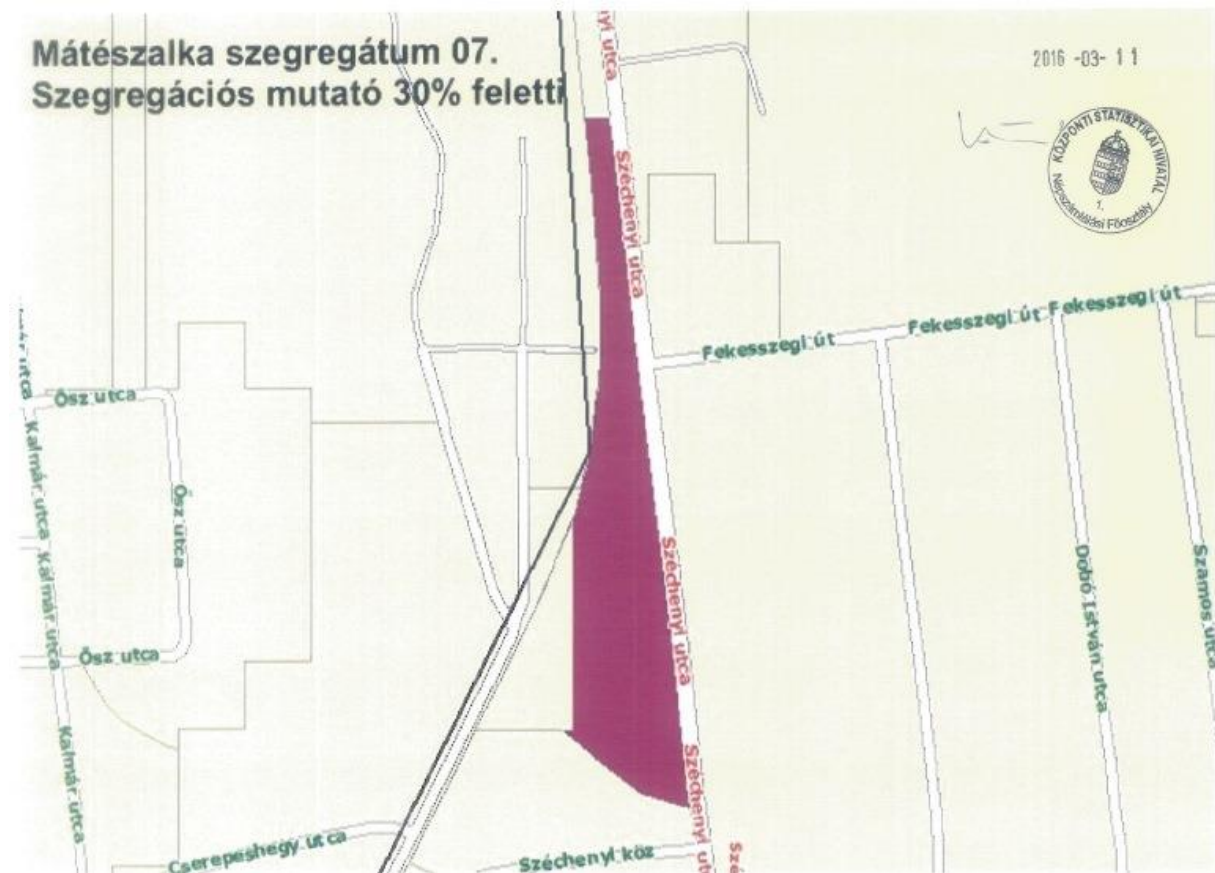 Mátészalka szegregátum 07.
Szegregációs mutató 30% feletti
2016 -03- 11
KÖZPONTI STATISZTIKAI HIVATAL
1.
Népszámlálási Főosztály
Széchenyi utca
Fekesszegi út
Fekesszegi út
Fekesszegi út
Ősz utca
Kalmár utca
Kalmár utca
Ősz utca
Ősz utca
Kalmár utca
Széchenyi utca
Dobó István utca
Szamos utca
Széchenyi
Cserepeshegy utca
Széchenyi köz